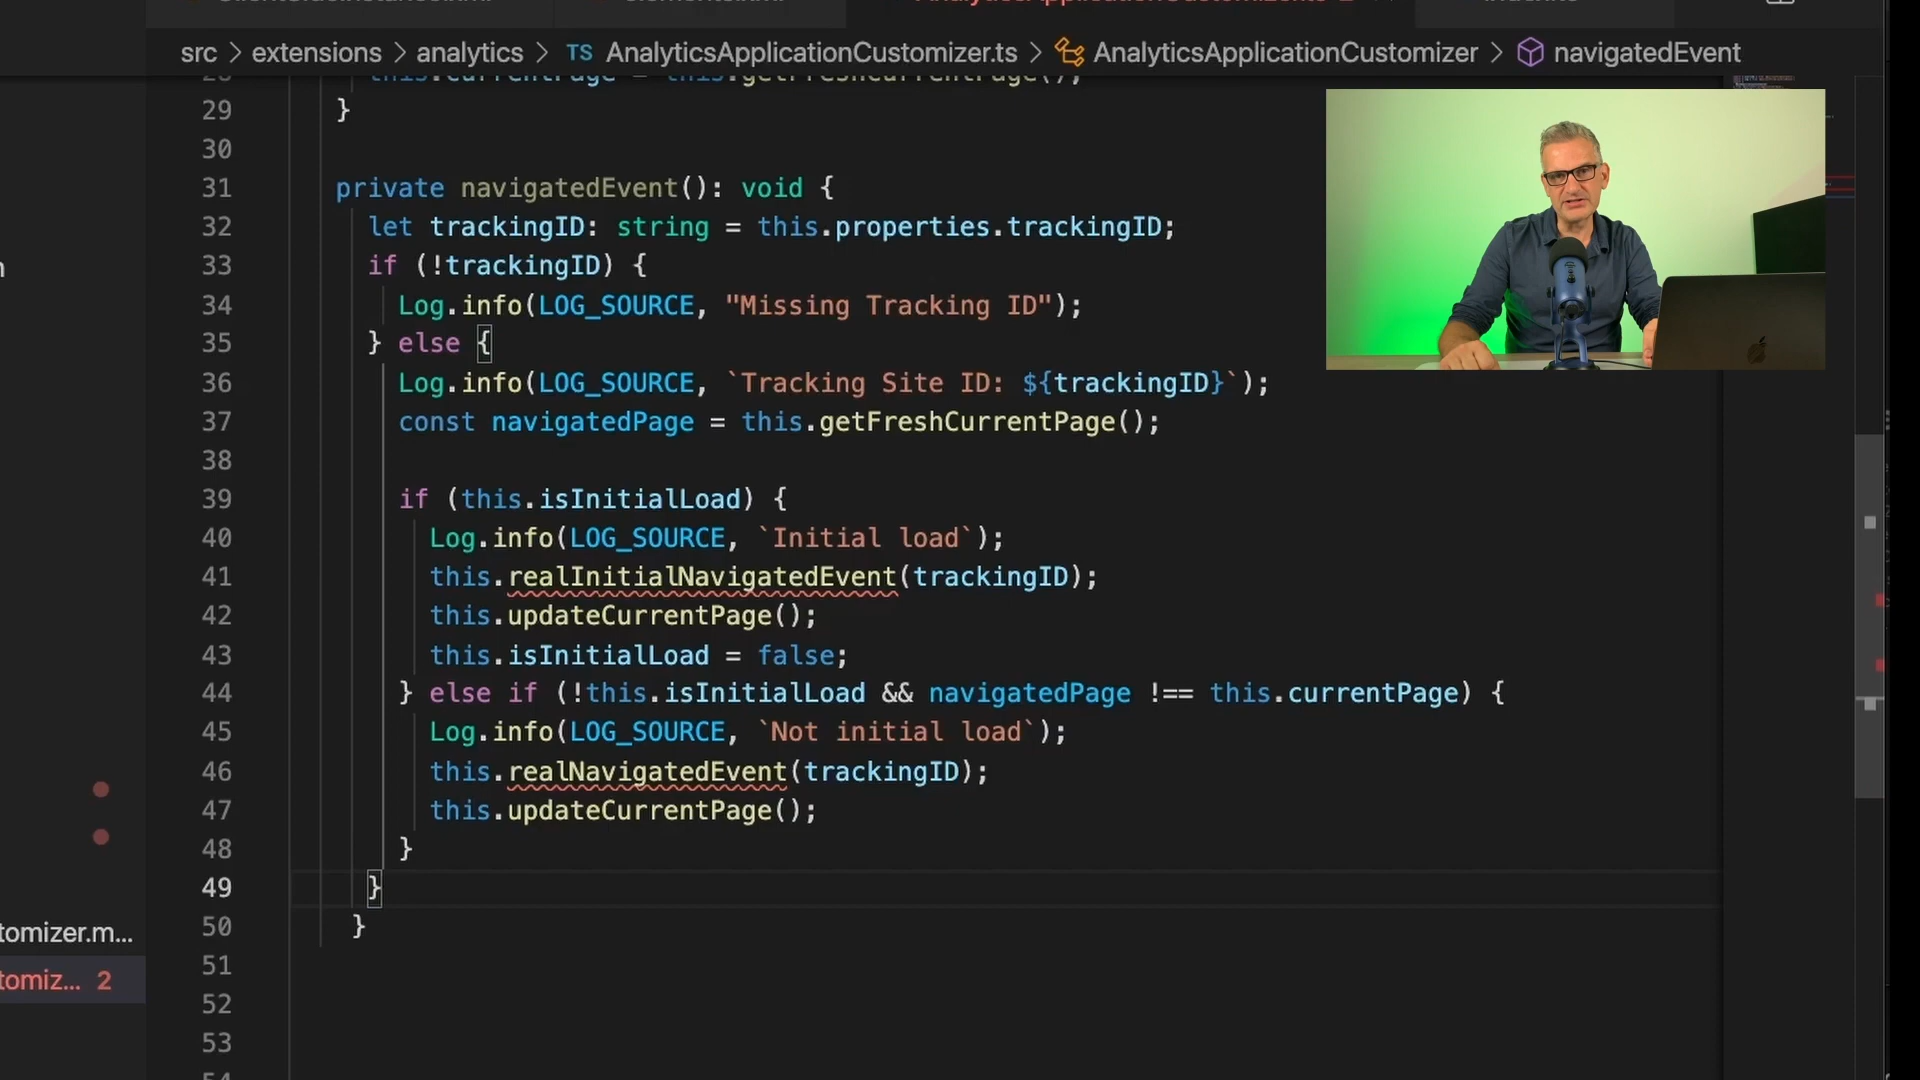 src > extensions > analytics > TS AnalyticsApplicationCustomizer.ts > AnalyticsApplicationCustomizer > navigatedEvent
28 this.currentPage = this.getFreshCurrentPage();
29 }
30
31 private navigatedEvent(): void {
32 let trackingID: string = this.properties.trackingID;
33 if (!trackingID) {
34 Log.info(LOG_SOURCE, "Missing Tracking ID");
35 } else {
36 Log.info(LOG_SOURCE, `Tracking Site ID: ${trackingID}`);
37 const navigatedPage = this.getFreshCurrentPage();
38
39 if (this.isInitialLoad) {
40 Log.info(LOG_SOURCE, `Initial load`);
41 this.realInitialNavigatedEvent(trackingID);
42 this.updateCurrentPage();
43 this.isInitialLoad = false;
44 } else if (!this.isInitialLoad && navigatedPage !== this.currentPage) {
45 Log.info(LOG_SOURCE, `Not initial load`);
46 this.realNavigatedEvent(trackingID);
47 this.updateCurrentPage();
48 }
49 }
tomizer.m...
50 }
51
tomiz... 2
52
53